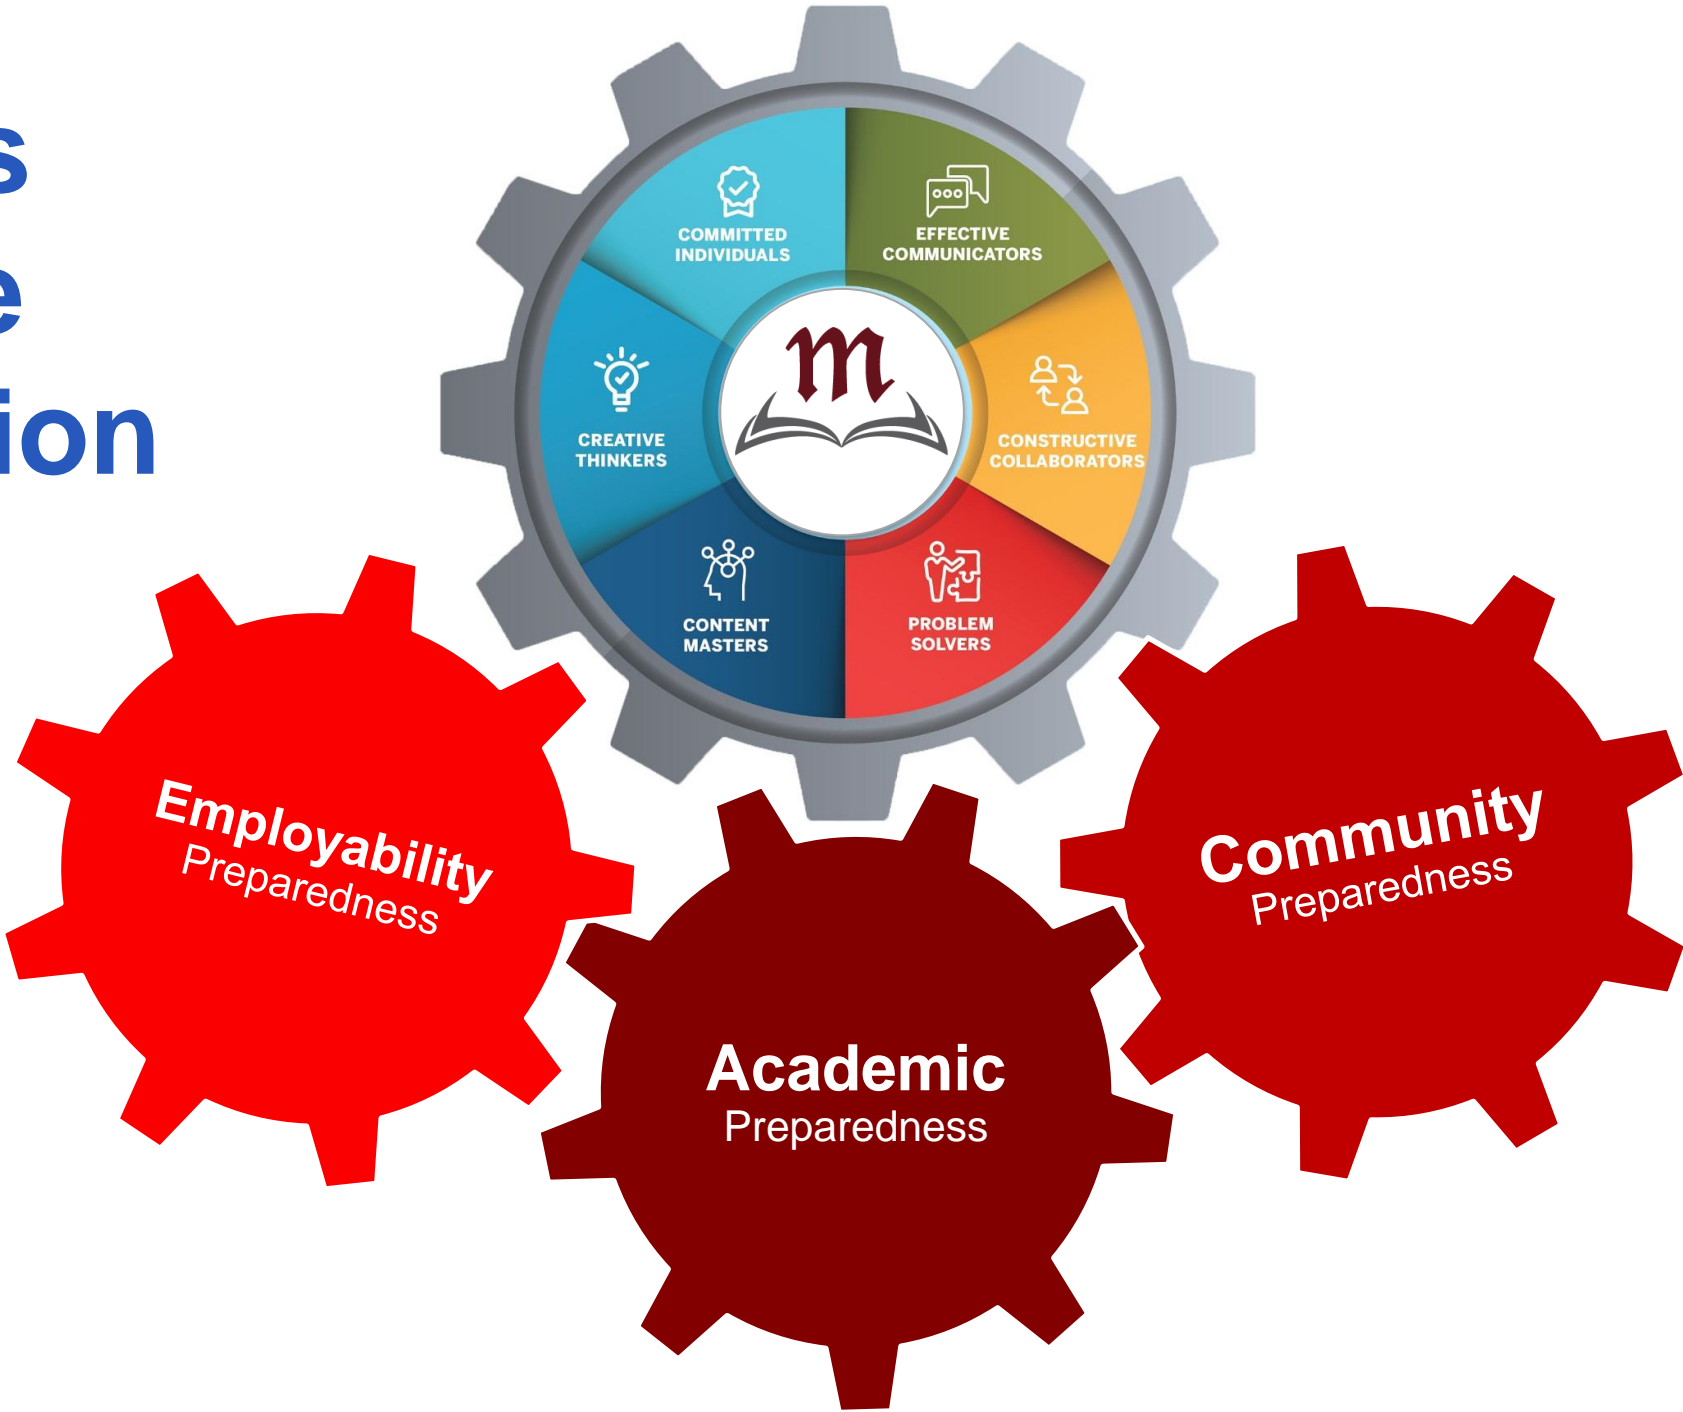 s
e
ion
COMMITTED
INDIVIDUALS
EFFECTIVE
COMMUNICATORS
CREATIVE
THINKERS
m
CONSTRUCTIVE
COLLABORATORS
CONTENT
MASTERS
PROBLEM
SOLVERS
Employability
Preparedness
Community
Preparedness
Academic
Preparedness